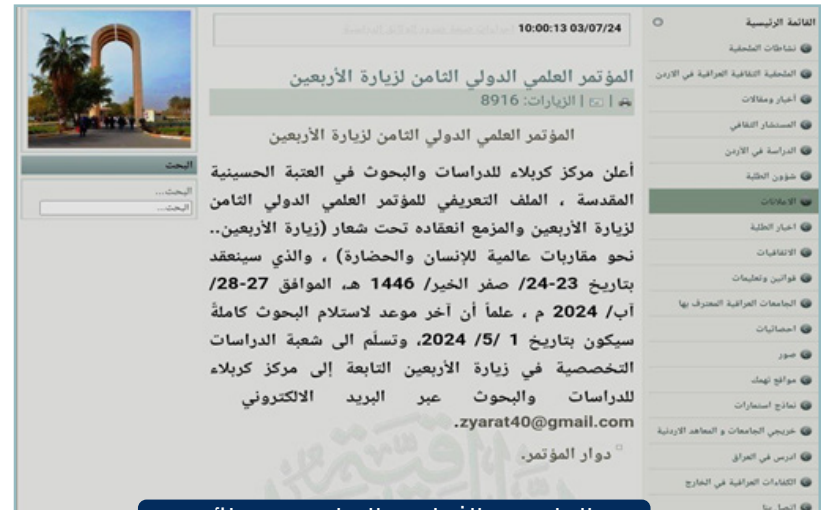 القائمة الرئيسية
نشاطات الملحقية
الملحقية الثقافية العراقية في الاردن
أخبار ومقالات
المستشار الثقافي
الدراسة في الاردن
شؤون الطلبة
الاعلانات
اخبار الطلبة
الاتفاقيات
قوانين وتعليمات
الجامعات العراقية المعترف بها
احصائيات
صور
مواقع تهمك
نماذج استمارات
خريجي الجامعات و المعاهد الاردنية
ادرس في العراق
الكفاءات العراقية في الخارج
اتصل بنا
10:00:13 03/07/24
المؤتمر العلمي الدولي الثامن لزيارة الأربعين
| | الزيارات: 8916
المؤتمر العلمي الدولي الثامن لزيارة الأربعين
أعلن مركز كربلاء للدراسات والبحوث في العتبة الحسينية
المقدسة ، الملف التعريفي للمؤتمر العلمي الدولي الثامن
لزيارة الأربعين والمزمع انعقاده تحت شعار (زيارة الأربعين..
نحو مقاربات عالمية للإنسان والحضارة) ، والذي سينعقد
بتاريخ 23-24/ صفر الخير/ 1446 هـ، الموافق 27-28/
آب/ 2024 م ، علماً أن آخر موعد لاستلام البحوث كاملةً
سيكون بتاريخ 1 /5/ 2024، وتسلّم الى شعبة الدراسات
التخصصية في زيارة الأربعين التابعة إلى مركز كربلاء
للدراسات والبحوث عبر البريد الالكتروني
zyarat40@gmail.com.
دوار المؤتمر.
البحث
البحث...
البحث...